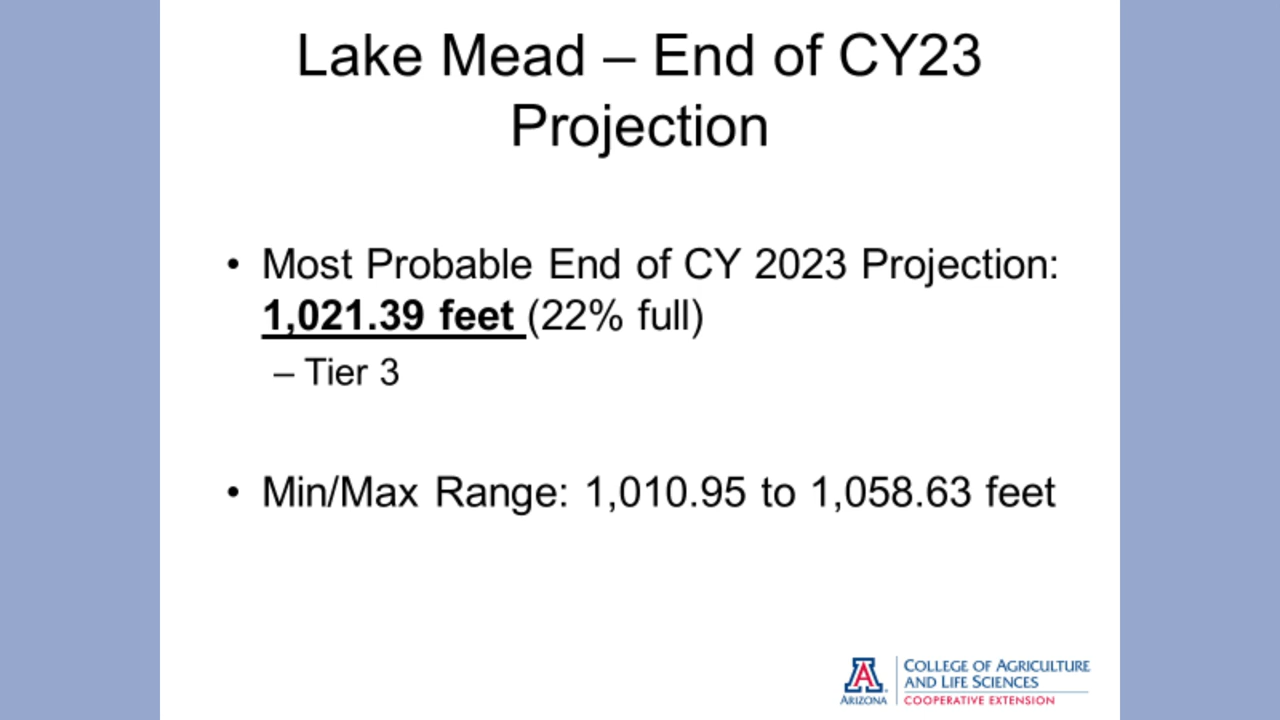 Lake Mead – End of CY23
Projection
• Most Probable End of CY 2023 Projection:
1,021.39 feet (22% full)
– Tier 3
• Min/Max Range: 1,010.95 to 1,058.63 feet
A
ARIZONA
COLLEGE OF AGRICULTURE
AND LIFE SCIENCES
COOPERATIVE EXTENSION